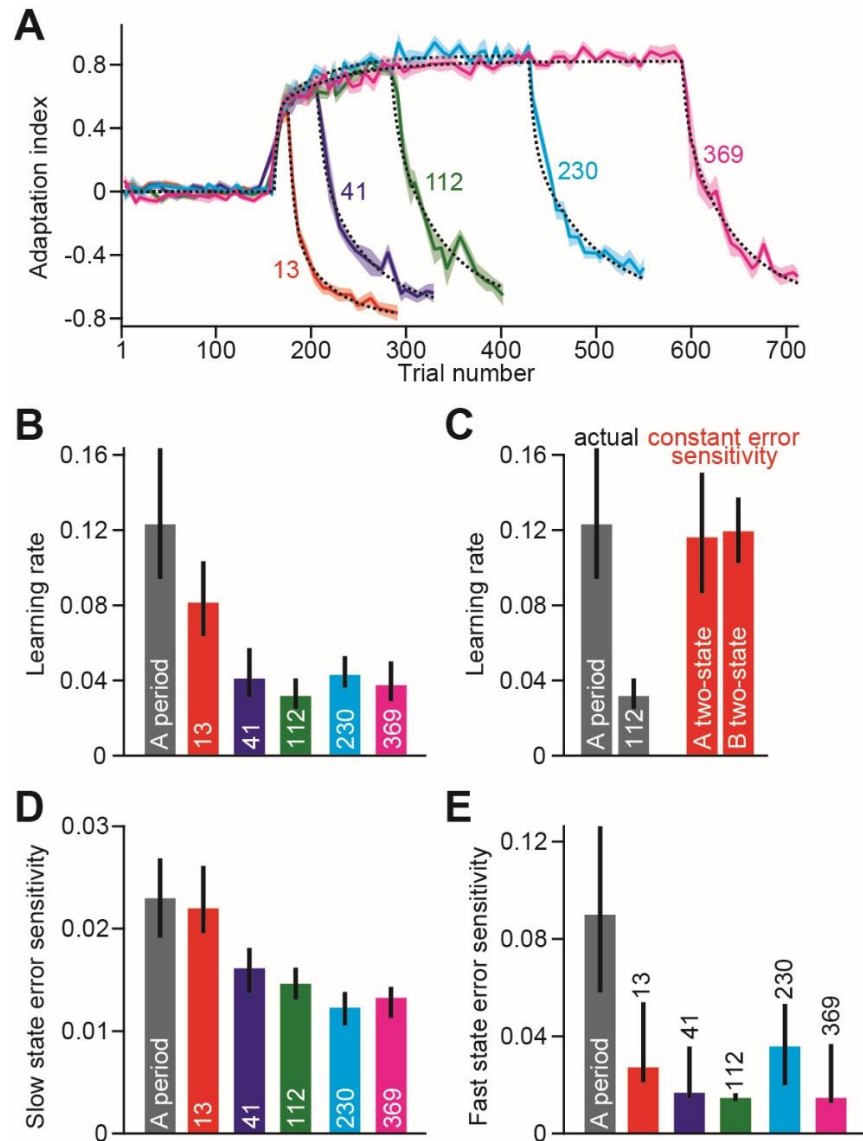 A
Adaptation index
0.8
0.4
0
-0.4
-0.8
13
41
112
230
369
1
100
200
300
400
500
600
700
Trial number
B
Learning rate
0.16
0.12
0.08
0.04
0
A period
13
41
112
230
369
C
actual
constant error
sensitivity
Learning rate
0.16
0.12
0.08
0.04
0
A period
112
A two-state
B two-state
D
Slow state error sensitivity
0.03
0.02
0.01
0
A period
13
41
112
230
369
E
Fast state error sensitivity
0.12
0.08
0.04
0
A period
13
41
112
230
369